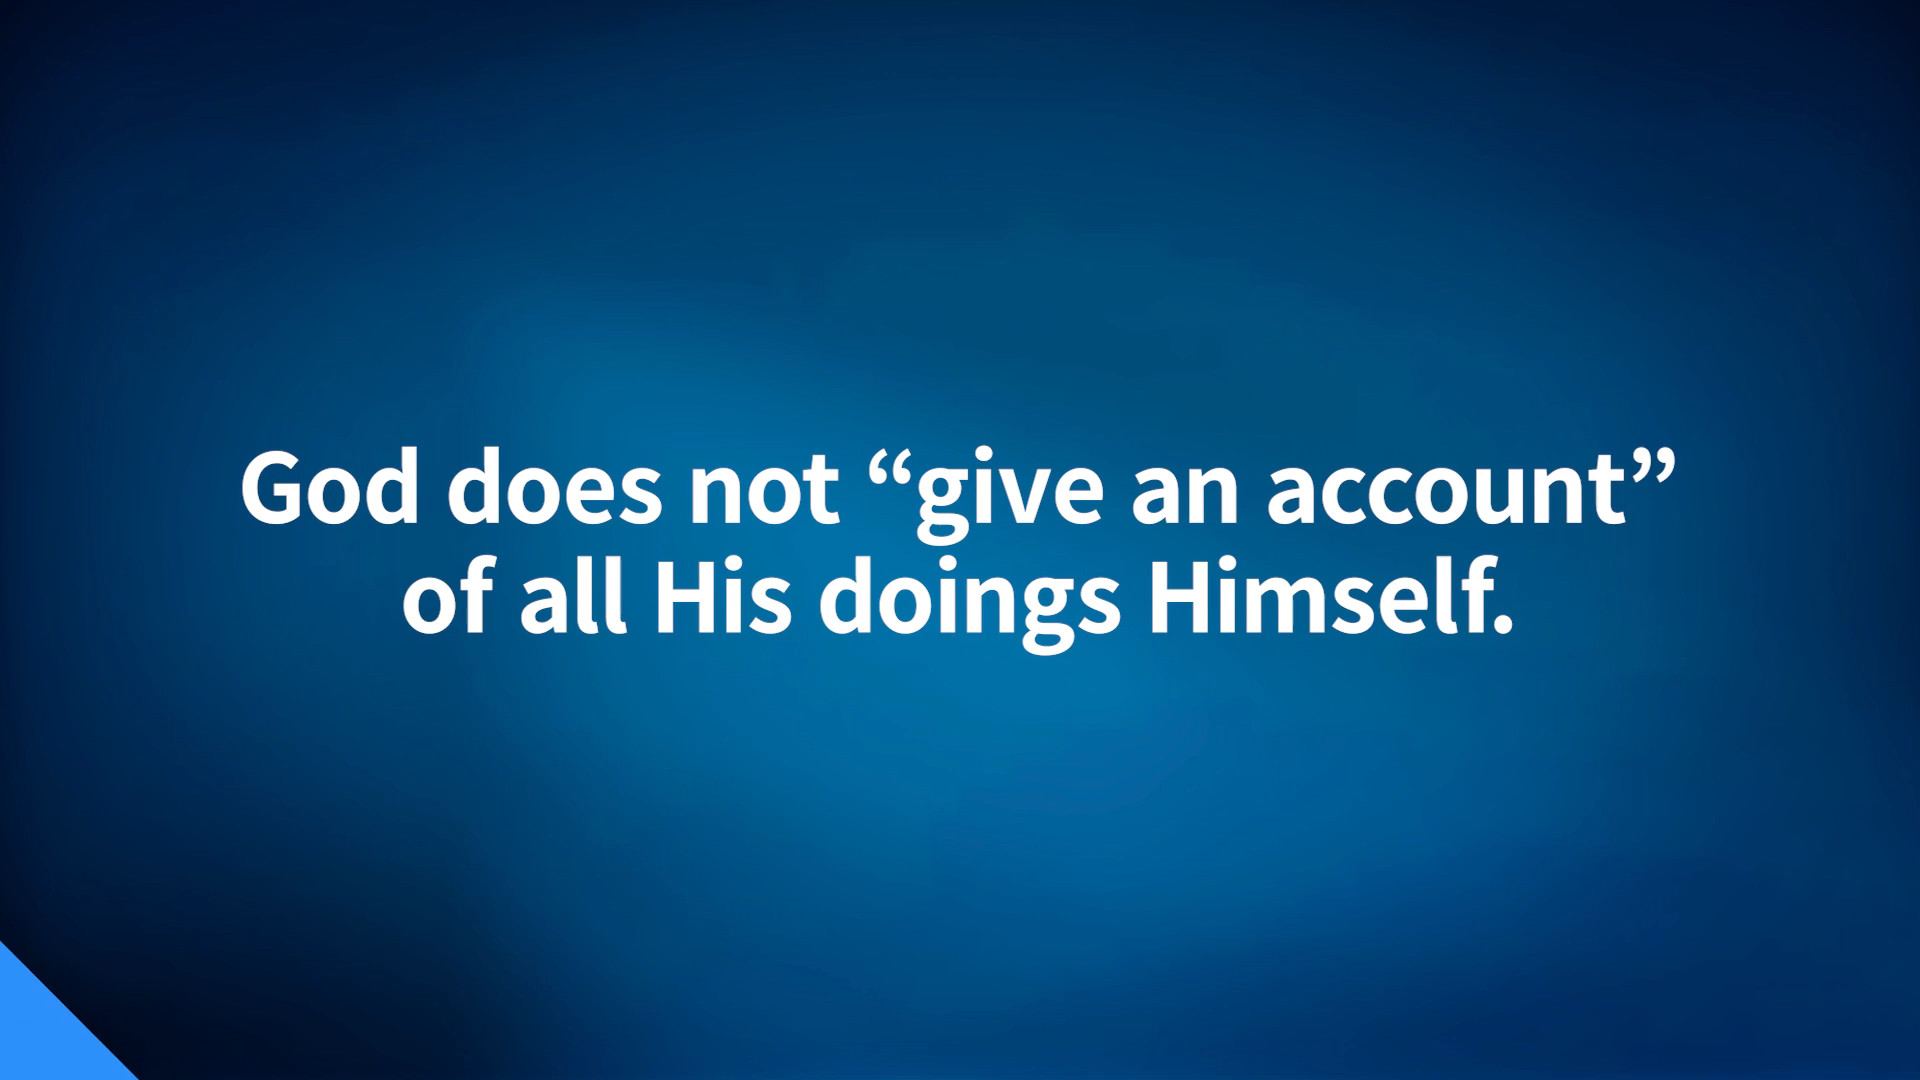 God does not “give an account”
of all His doings Himself.